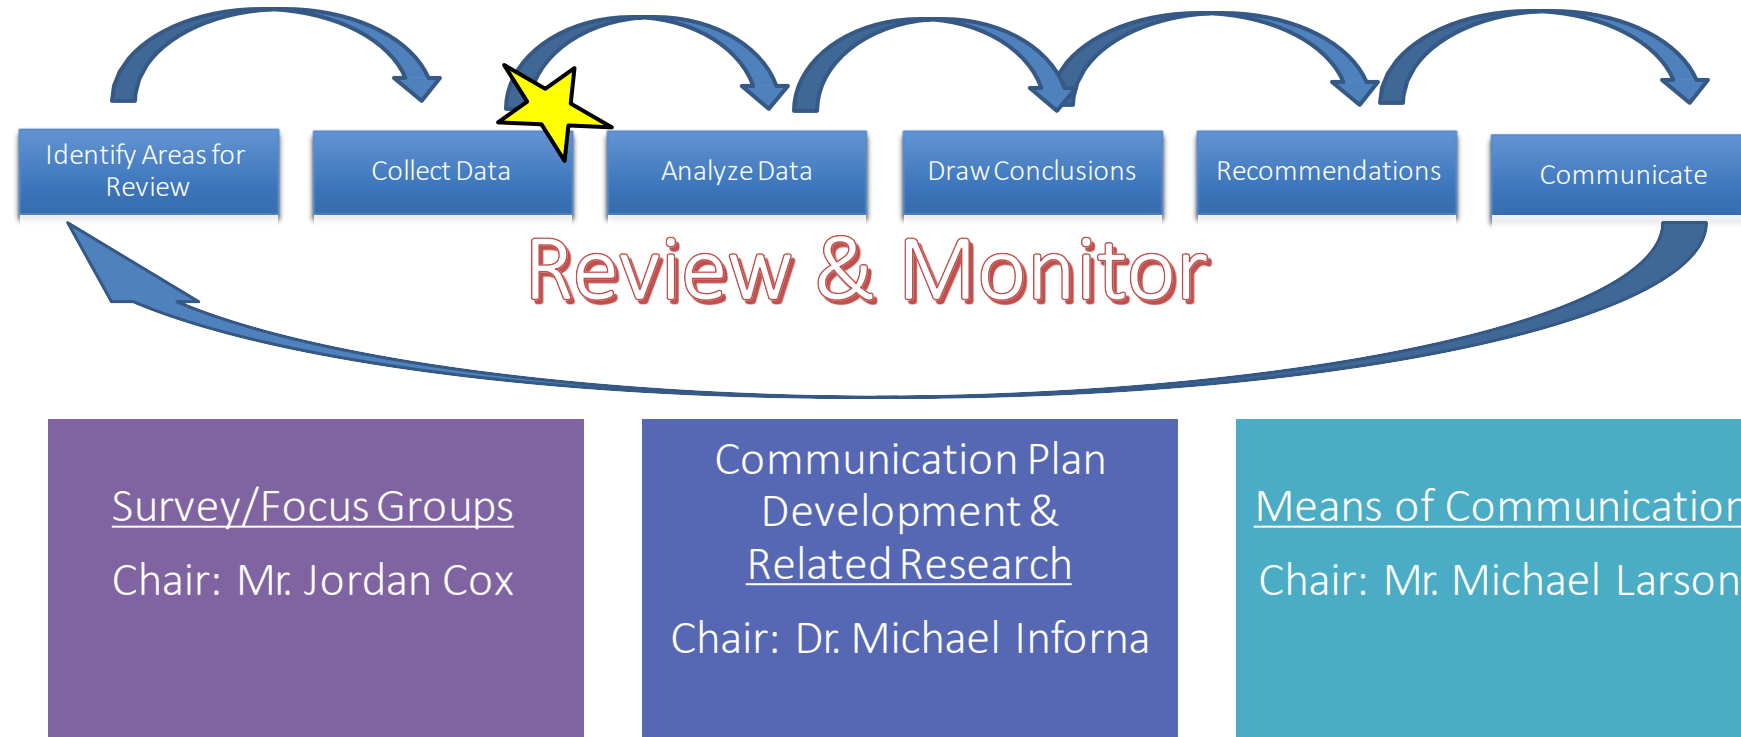 Identify Areas for
Review
Collect Data
Analyze Data
Draw Conclusions
Recommendations
Communicate
Review & Monitor
Survey/Focus Groups
Chair: Mr. Jordan Cox
Communication Plan
Development &
Related Research
Chair: Dr. Michael Inforna
Means of Communication
Chair: Mr. Michael Larson